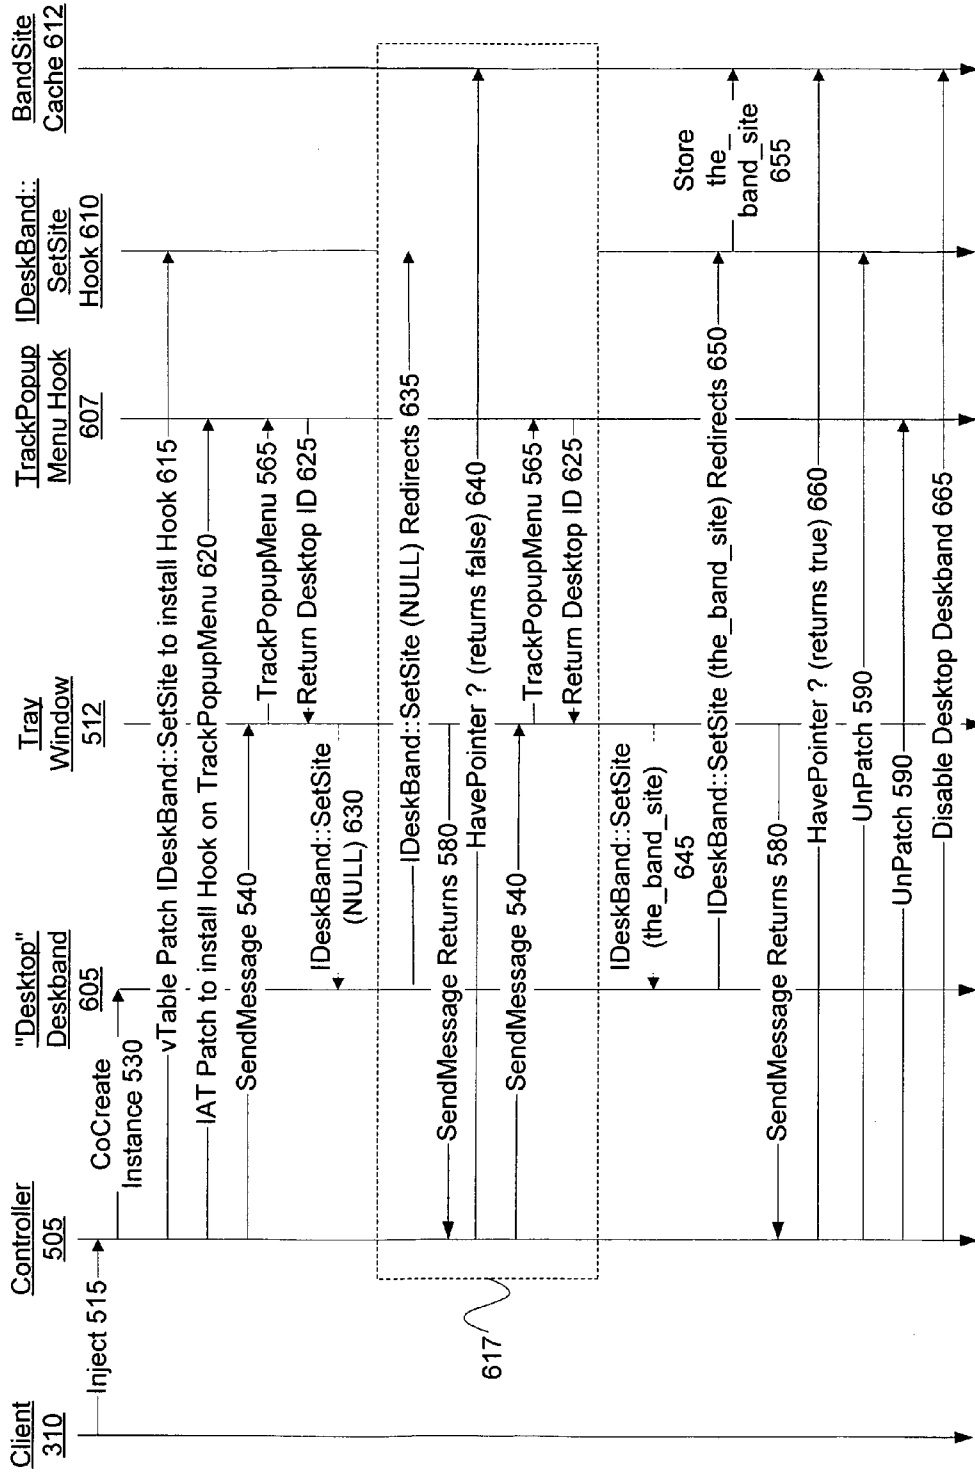 Client
310
Controller
505
"Desktop"
Deskband
605
Tray
Window
512
TrackPopup
Menu Hook
607
IDeskBand::
SetSite
Hook 610
BandSite
Cache 612
Inject 515
CoCreate
Instance 530
vTable Patch IDeskBand::SetSite to install Hook 615
IAT Patch to install Hook on TrackPopupMenu 620
SendMessage 540
TrackPopupMenu 565
Return Desktop ID 625
IDeskBand::SetSite
(NULL) 630
IDeskBand::SetSite (NULL) Redirects 635
SendMessage Returns 580
HavePointer ? (returns false) 640
SendMessage 540
TrackPopupMenu 565
Return Desktop ID 625
617
IDeskBand::SetSite
(the_band_site)
645
IDeskBand::SetSite (the_band_site) Redirects 650
Store
the_
band_site
655
SendMessage Returns 580
HavePointer ? (returns true) 660
UnPatch 590
UnPatch 590
Disable Desktop Deskband 665